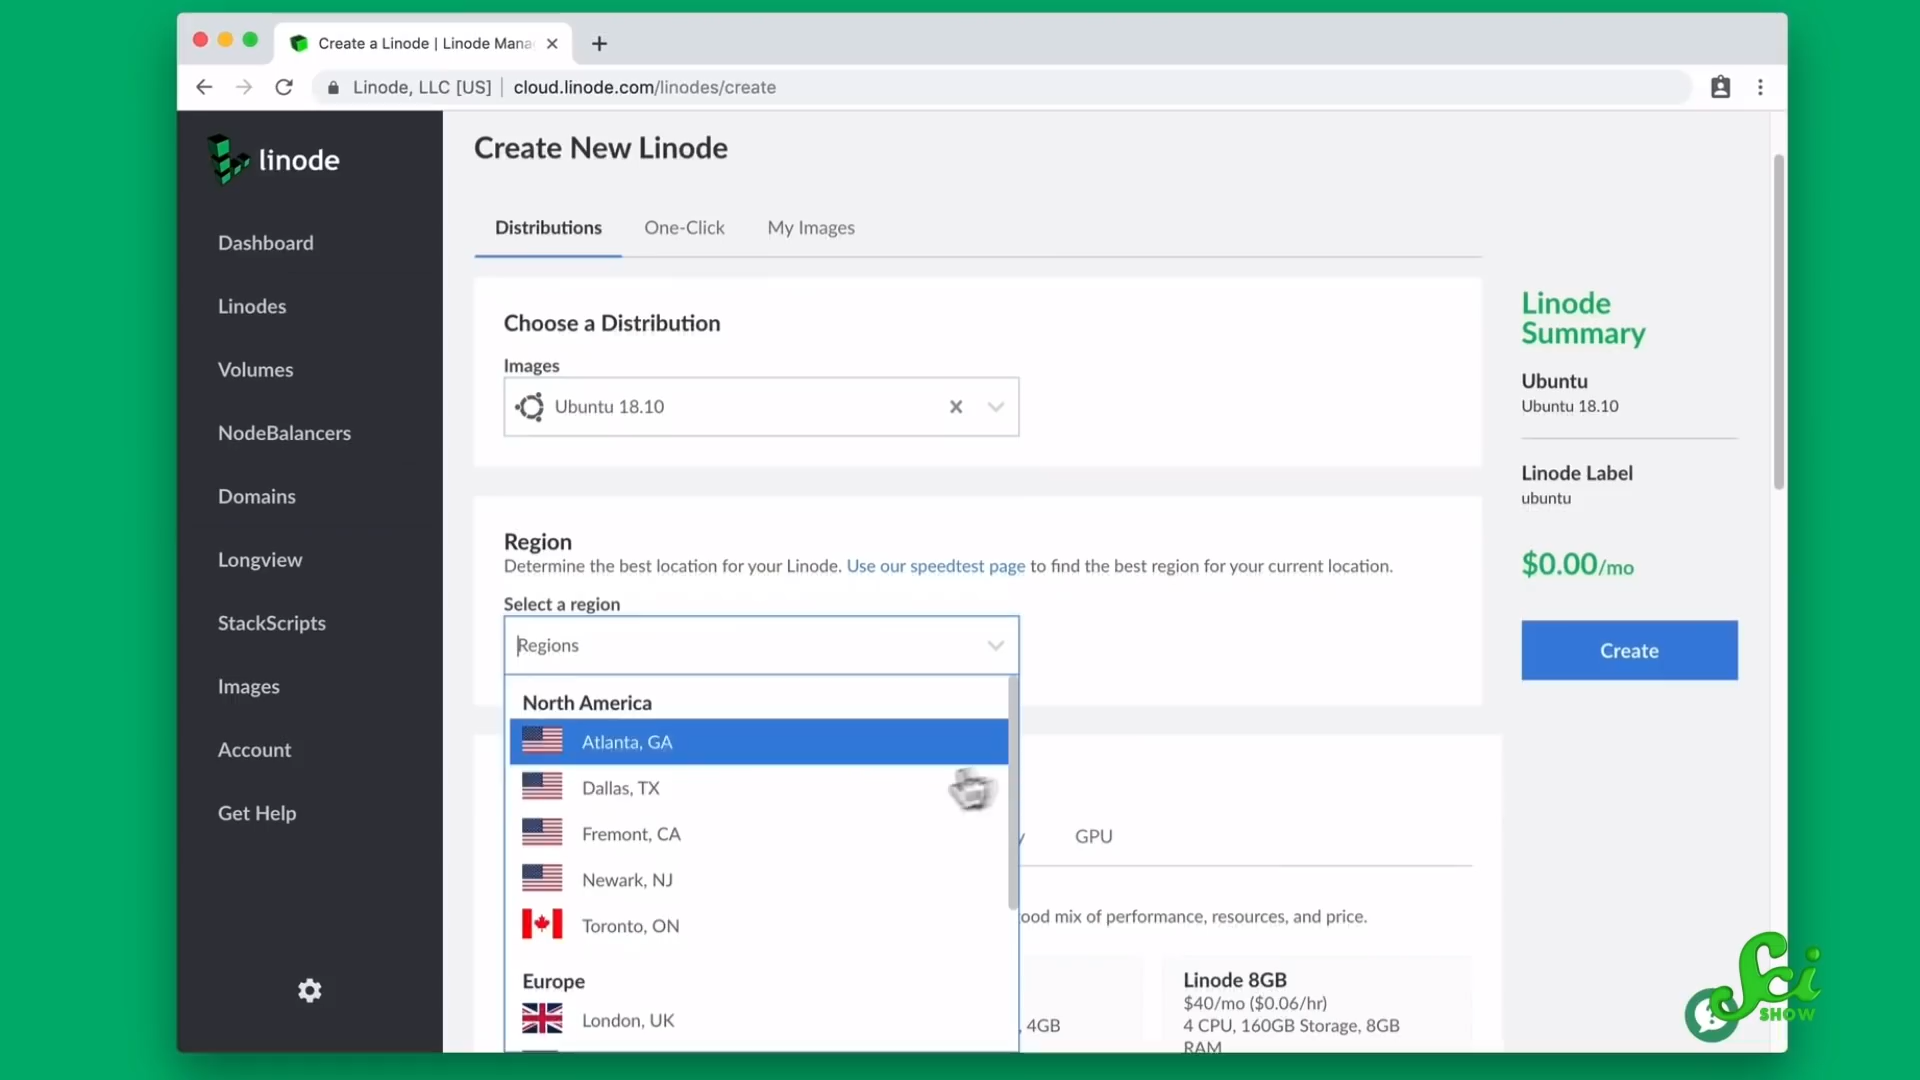 Create a Linode | Linode Mana
Linode, LLC [US] | cloud.linode.com/linodes/create
linode
Dashboard
Linodes
Volumes
NodeBalancers
Domains
Longview
StackScripts
Images
Account
Get Help
Create New Linode
Distributions One-Click My Images
Choose a Distribution
Images
Ubuntu 18.10
Region
Determine the best location for your Linode. Use our speedtest page to find the best region for your current location.
Select a region
Regions
North America
Atlanta, GA
Dallas, TX
Fremont, CA
Newark, NJ
Toronto, ON
Europe
London, UK
GPU
ood mix of performance, resources, and price.
, 4GB
Linode 8GB
$40/mo ($0.06/hr)
4 CPU, 160GB Storage, 8GB
RAM
Linode
Summary
Ubuntu
Ubuntu 18.10
Linode Label
ubuntu
$0.00/mo
Create
Sci
SHOW